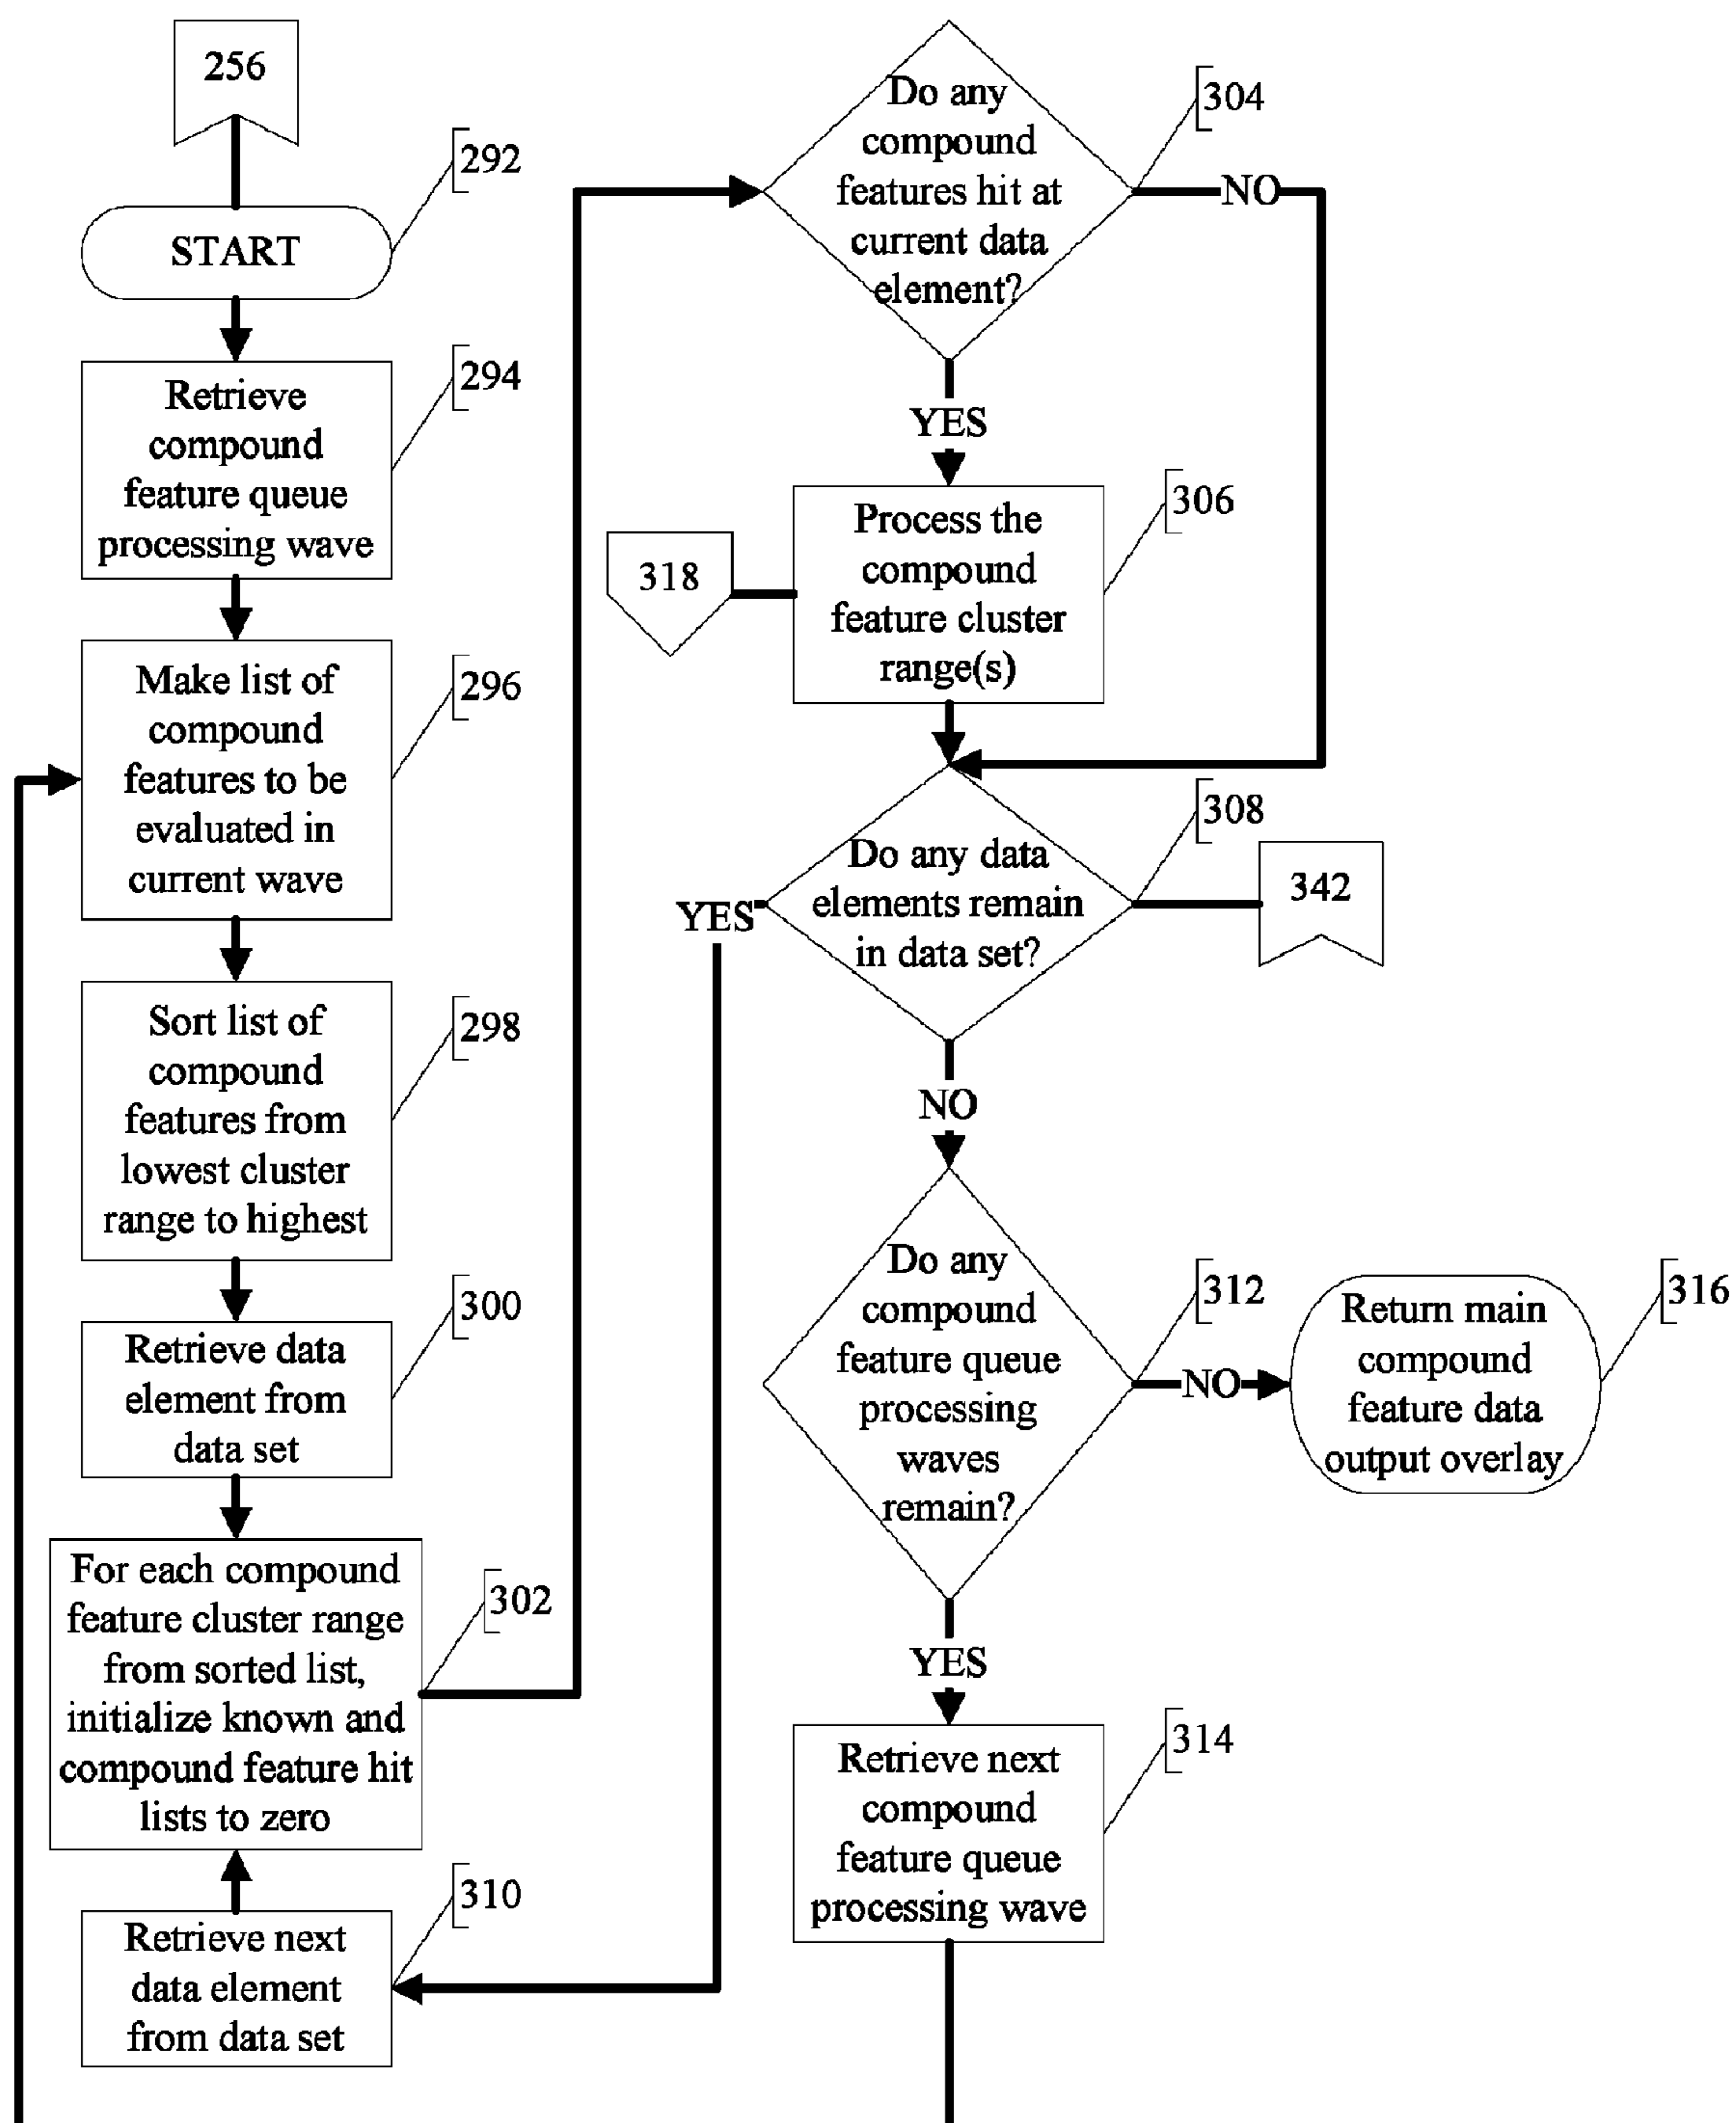 256
292
START
294
Retrieve
compound
feature queue
processing wave
296
Make list of
compound
features to be
evaluated in
current wave
298
Sort list of
compound
features from
lowest cluster
range to highest
300
Retrieve data
element from
data set
302
For each compound
feature cluster range
from sorted list,
initialize known and
compound feature hit
lists to zero
310
Retrieve next
data element
from data set
304
Do any
compound
features hit at
current data
element?
NO
YES
306
Process the
compound
feature cluster
range(s)
318
308
Do any data
elements remain
in data set?
342
YES
NO
312
Do any
compound
feature queue
processing
waves
remain?
NO
316
Return main
compound
feature data
output overlay
YES
314
Retrieve next
compound
feature queue
processing wave